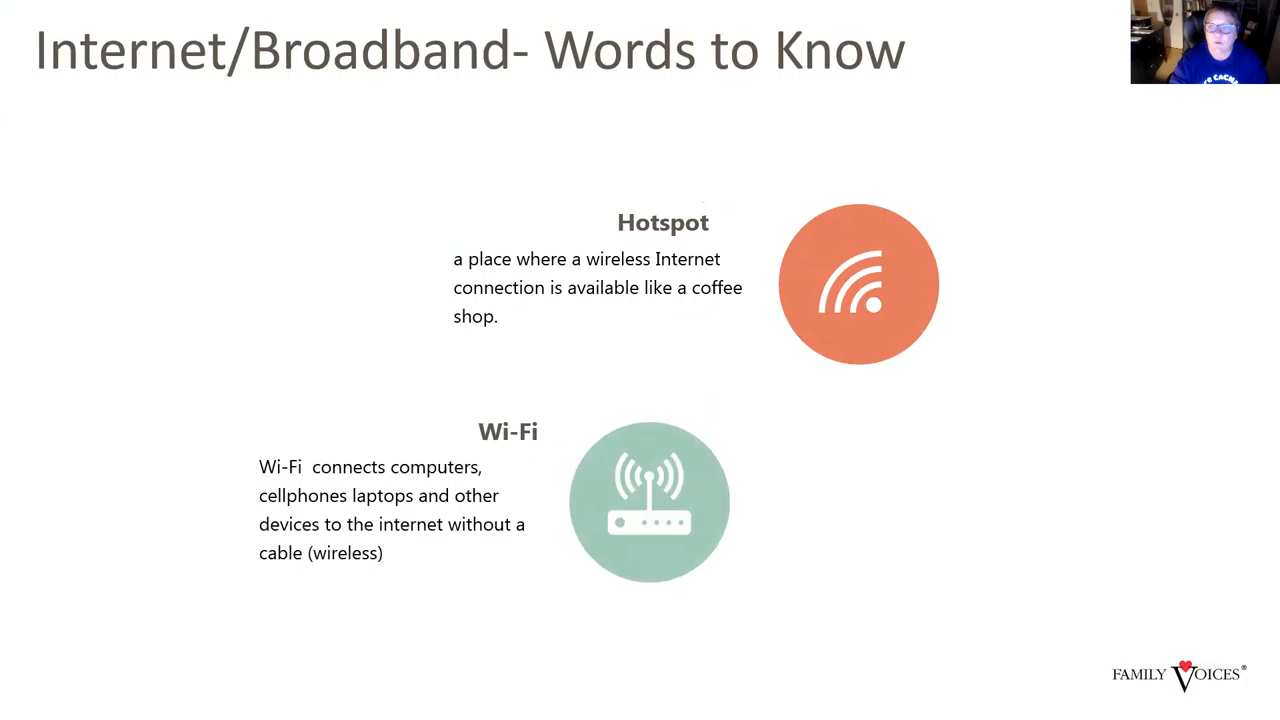 Internet/Broadband- Words to Know
Hotspot
a place where a wireless Internet
connection is available like a coffee
shop.
Wi-Fi
Wi-Fi  connects computers,
cellphones laptops and other
devices to the internet without a
cable (wireless)
FAMILY VOICES®